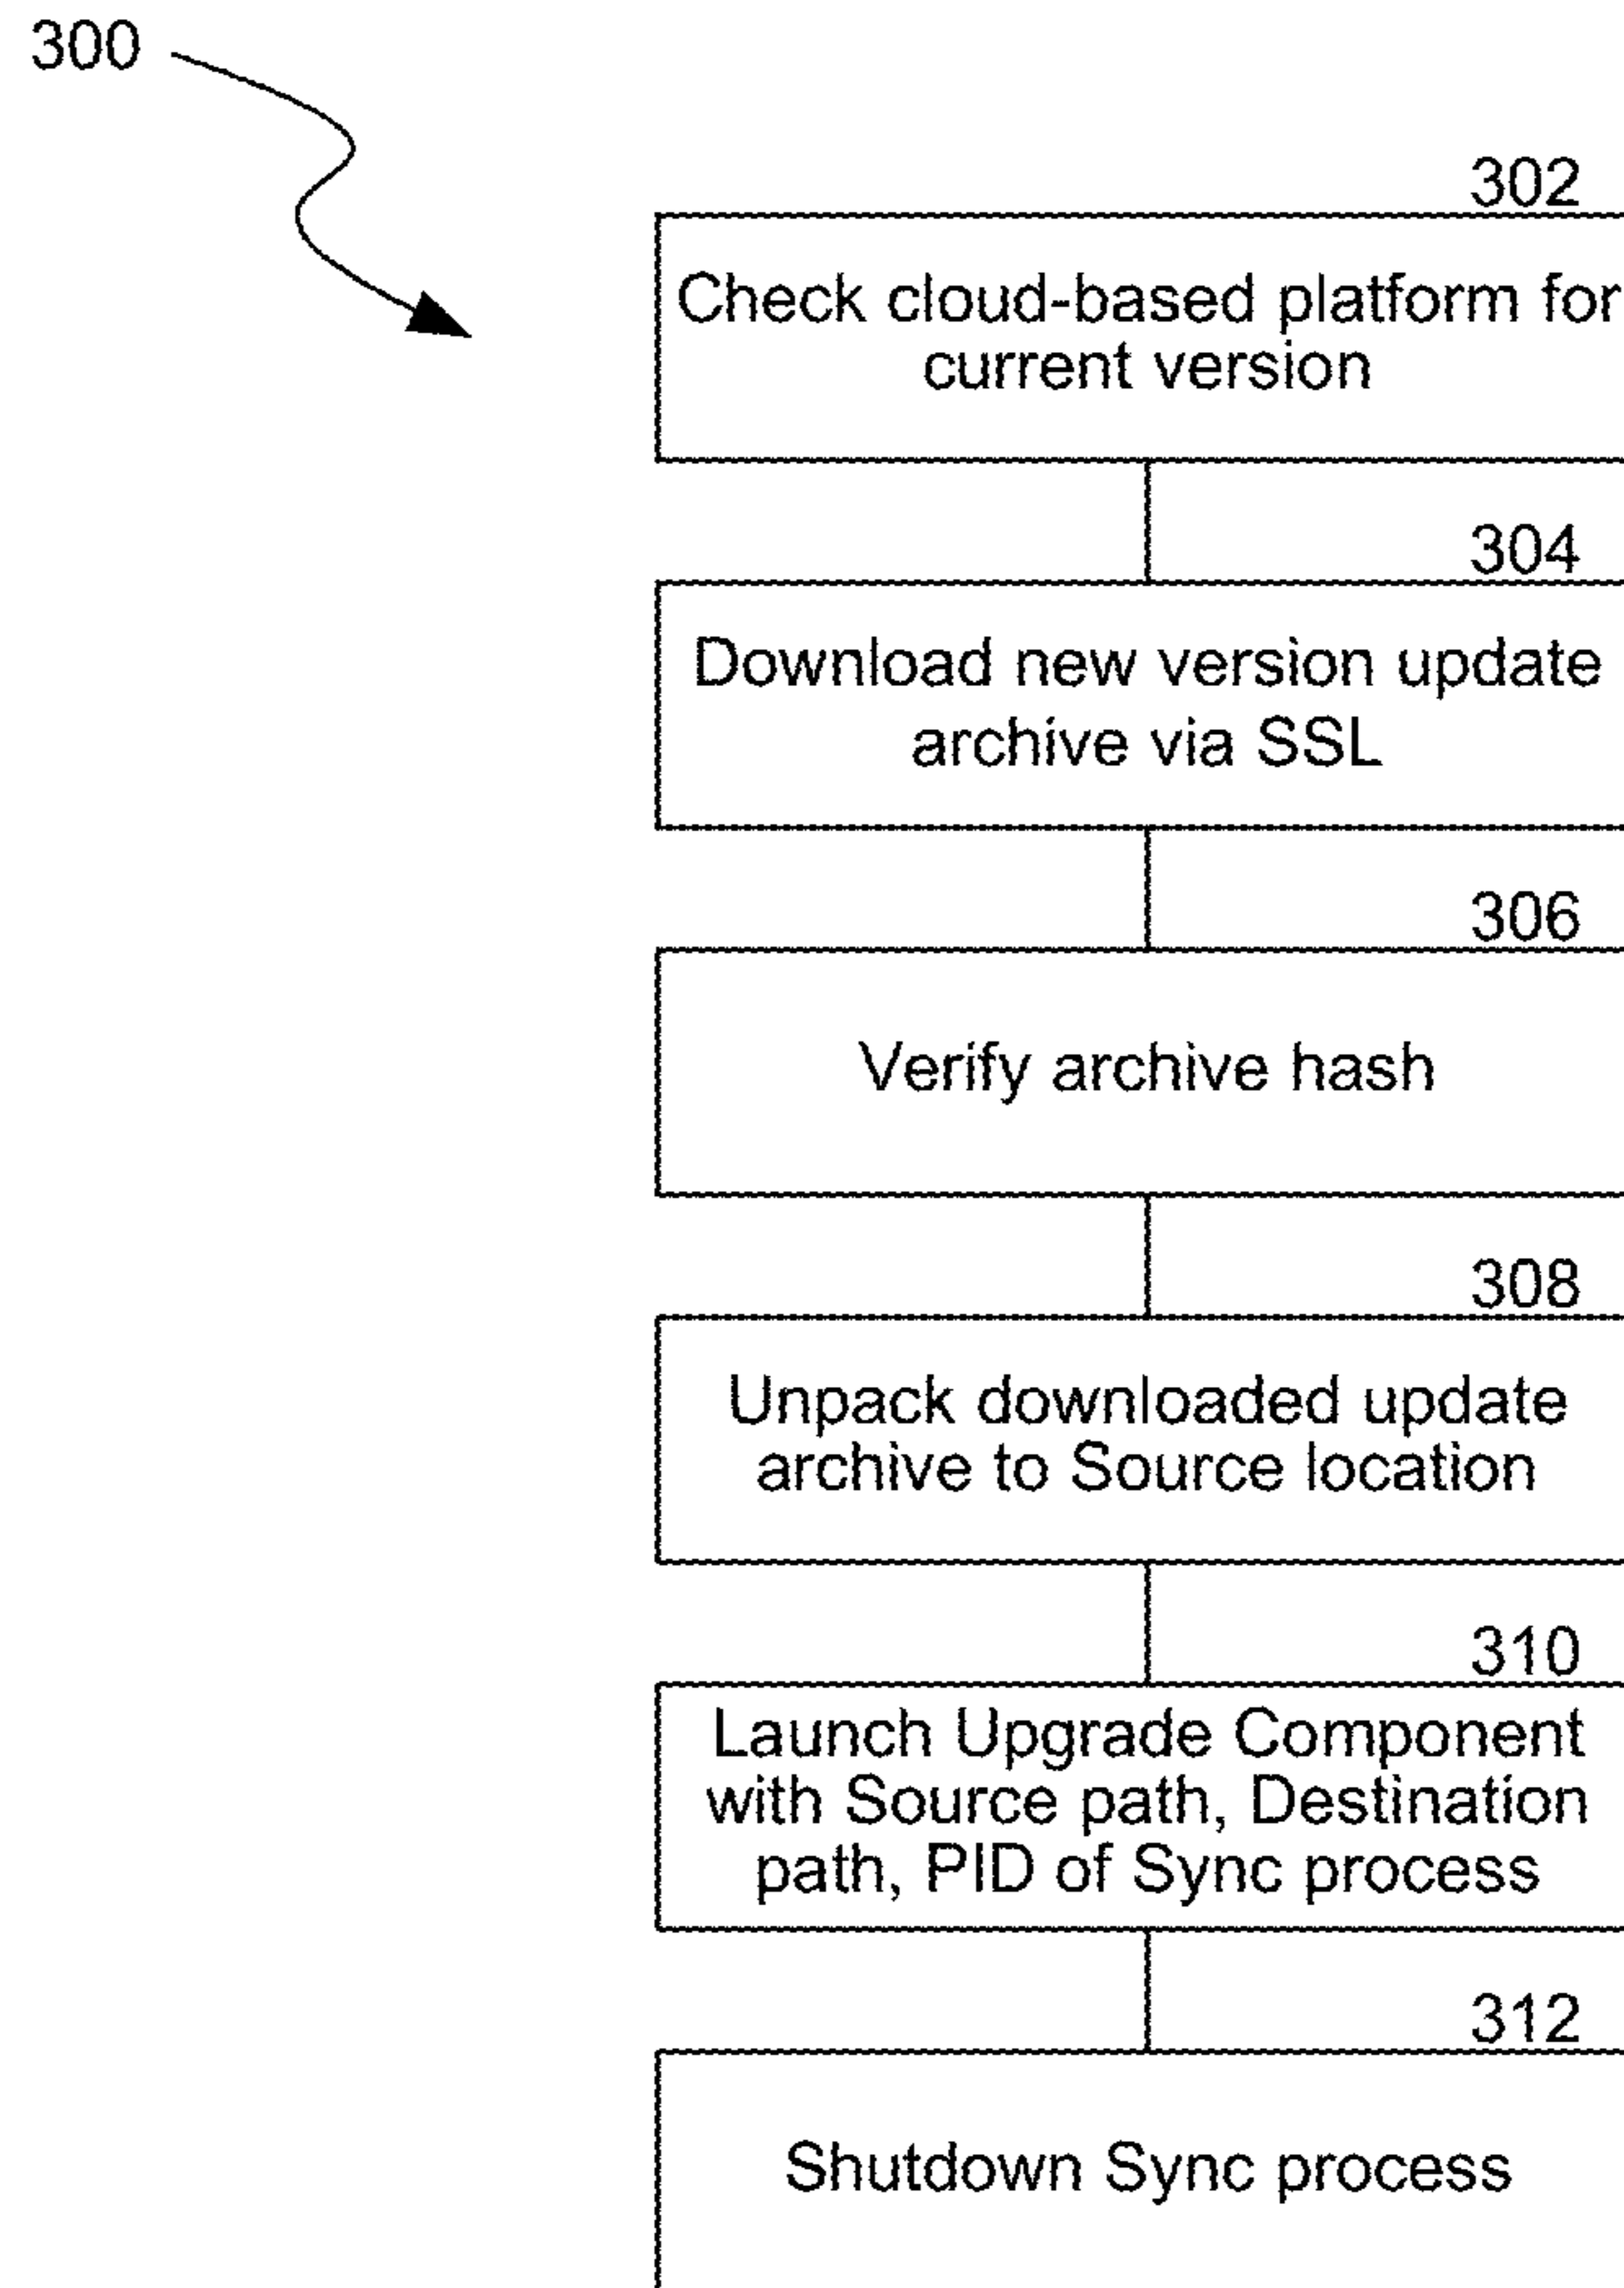 300
302
Check cloud-based platform for
current version
304
Download new version update
archive via SSL
306
Verify archive hash
308
Unpack downloaded update
archive to Source location
310
Launch Upgrade Component
with Source path, Destination
path, PID of Sync process
312
Shutdown Sync process